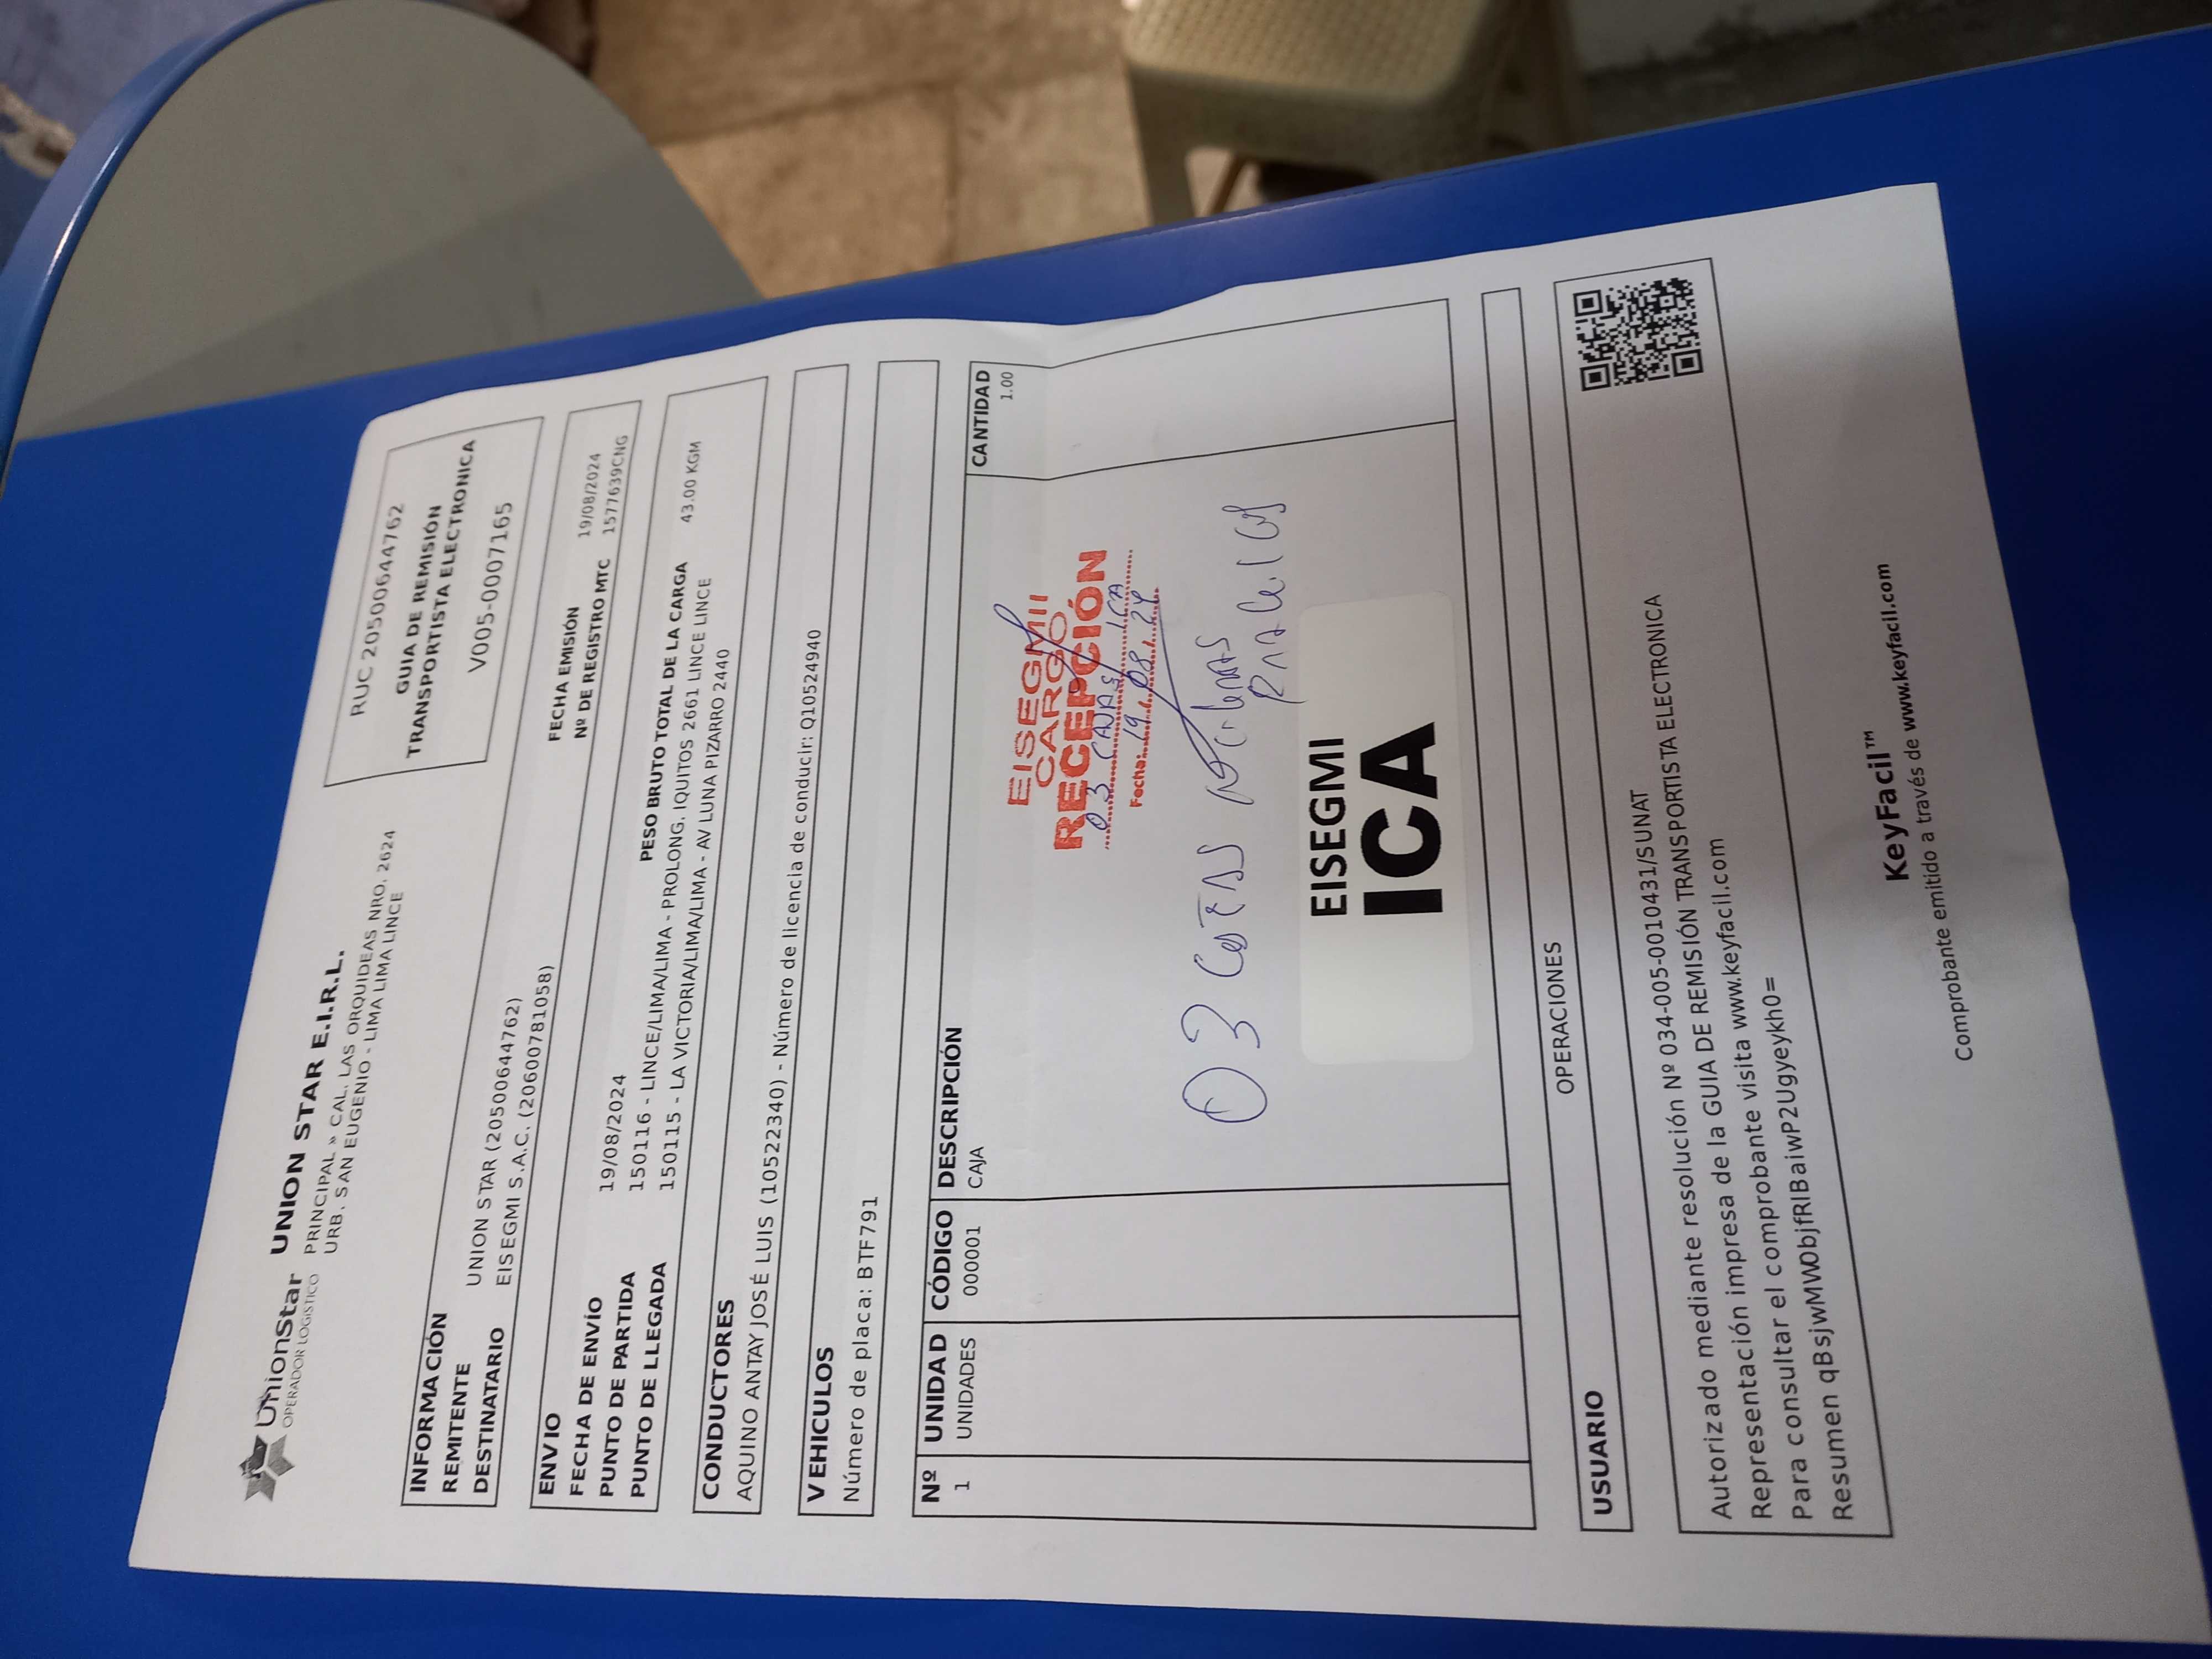 UnionStar
OPERADOR LOGISTICO
UNION STAR E.I.R.L.
PRINCIPAL » CAL. LAS ORQUIDEAS NRO. 2624
URB. SAN EUGENIO - LIMA LIMA LINCE
RUC 20500644762
GUIA DE REMISIÓN
TRANSPORTISTA ELECTRONICA
V005-0007165
INFORMACIÓN
REMITENTE UNION STAR (20500644762)
DESTINATARIO EISEGMI S.A.C. (20600781058)
ENVIO
FECHA EMISIÓN 19/08/2024
Nº DE REGISTRO MTC 1577639CNG
FECHA DE ENVÍO 19/08/2024
PESO BRUTO TOTAL DE LA CARGA 43.00 KGM
PUNTO DE PARTIDA 150116 - LINCE/LIMA/LIMA - PROLONG. IQUITOS 2661 LINCE LINCE
PUNTO DE LLEGADA 150115 - LA VICTORIA/LIMA/LIMA - AV LUNA PIZARRO 2440
CONDUCTORES
AQUINO ANTAY JOSÉ LUIS (10522340) - Número de licencia de conducir: Q10524940
VEHICULOS
Número de placa: BTF791
Nº UNIDAD CÓDIGO DESCRIPCIÓN CANTIDAD
1 UNIDADES 000001 CAJA 1.00
EISEGMI
CARGO
RECEPCIÓN
03 CAJAS ICA
Fecha: 19.08.24
03
EISEGMI
ICA
OPERACIONES
USUARIO
Autorizado mediante resolución Nº 034-005-0010431/SUNAT
Representación impresa de la GUIA DE REMISIÓN TRANSPORTISTA ELECTRONICA
Para consultar el comprobante visita www.keyfacil.com
Resumen qBsjwMW0bjfRIBaiwP2Ugyeykh0=
KeyFacil™
Comprobante emitido a través de www.keyfacil.com